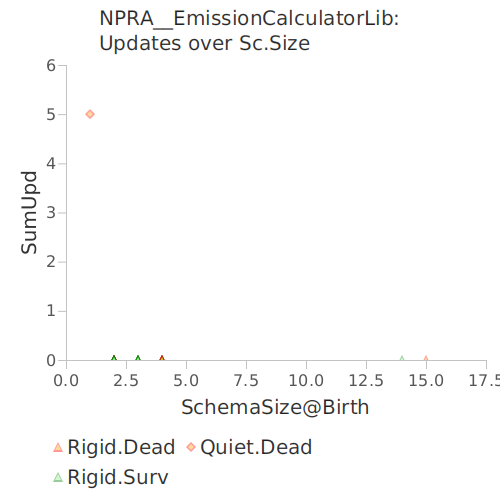 NPRA__EmissionCalculatorLib:
Updates over Sc.Size
6
5
4
3
2
1
0
SumUpd
0.0 2.5 5.0 7.5 10.0 12.5 15.0 17.5
SchemaSize@Birth
Rigid.Dead Quiet.Dead
Rigid.Surv